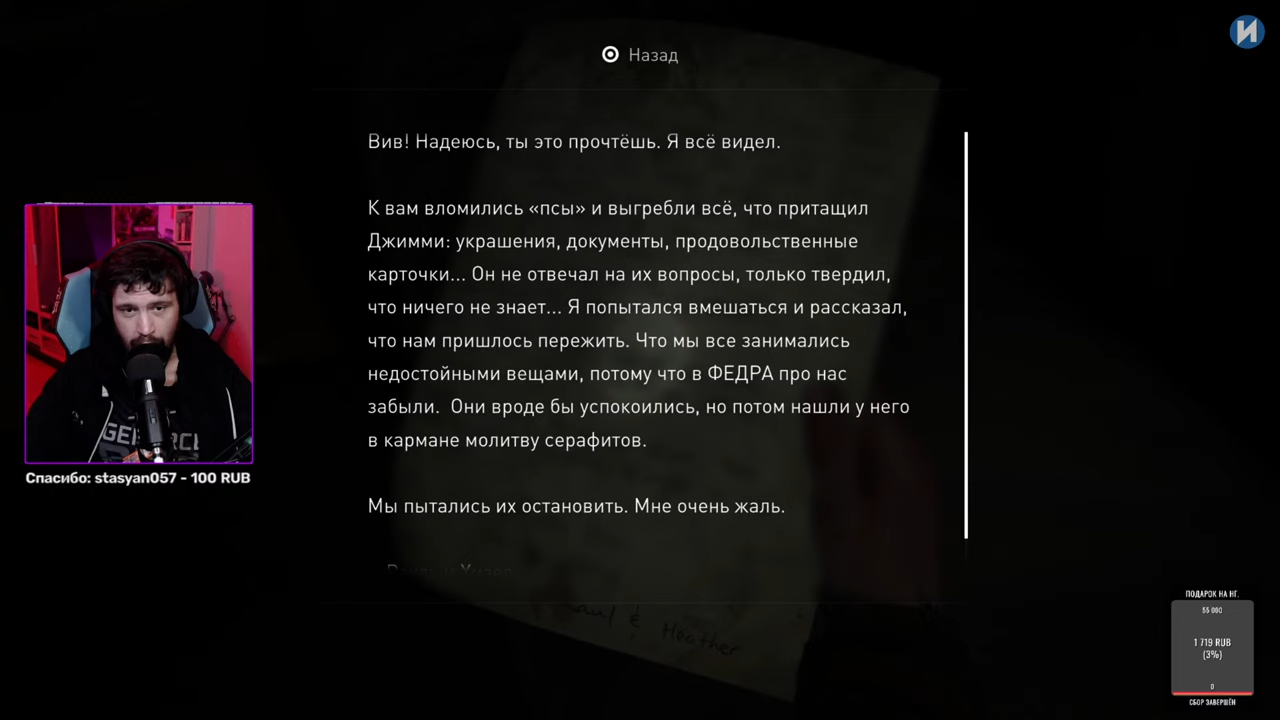 Назад
Вив! Надеюсь, ты это прочтёшь. Я всё видел.
К вам вломились «псы» и выгребли всё, что притащил
Джимми: украшения, документы, продовольственные
карточки... Он не отвечал на их вопросы, только твердил,
что ничего не знает... Я попытался вмешаться и рассказал,
что нам пришлось пережить. Что мы все занимались
недостойными вещами, потому что в ФЕДРА про нас
забыли. Они вроде бы успокоились, но потом нашли у него
в кармане молитву серафитов.
Мы пытались их остановить. Мне очень жаль.
& Heather
Спасибо: stasyan057 - 100 RUB
ПОДАРОК НА НГ.
55 000
1 719 RUB
(3%)
0
СБОР ЗАВЕРШЁН